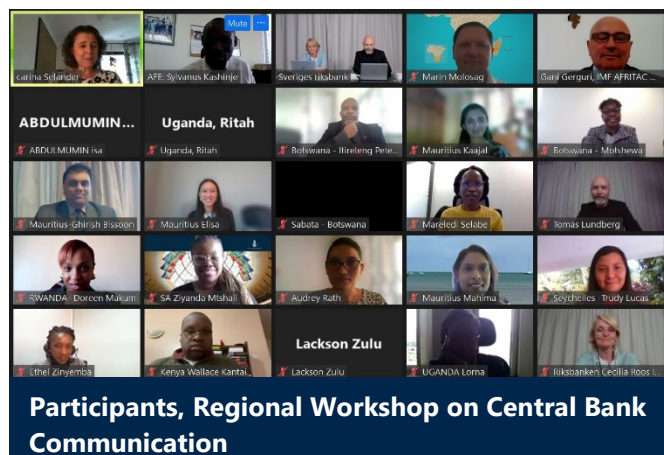 Mute ...
carina Selander
AFE: Sylvanus Kashinje
Sveriges riksbank
Marin Molosag
Gani Gerguri, IMF AFRITAC ...
ABDULMUMIN...
Uganda, Ritah
ABDULMUMIN isa
Uganda, Ritah
Botswana - Itireleng Pete...
Mauritius Kaajal
Botswana - Motshewa
Mauritius-Ghirish Bissoon
Mauritius Elisa
Sabata - Botswana
Mareledi Selabe
Tomas Lundberg
RWANDA- Doreen Makum
SA Ziyanda Mtshali
Audrey Rath
Mauritius Mahima
Seychelles - Trudy Lucas
Lackson Zulu
Ethel Zinyemba
Kenya Wallace Kantai
Lackson Zulu
UGANDA Lorna
Riksbanken Cecilia Roos I...
Participants, Regional Workshop on Central Bank
Communication